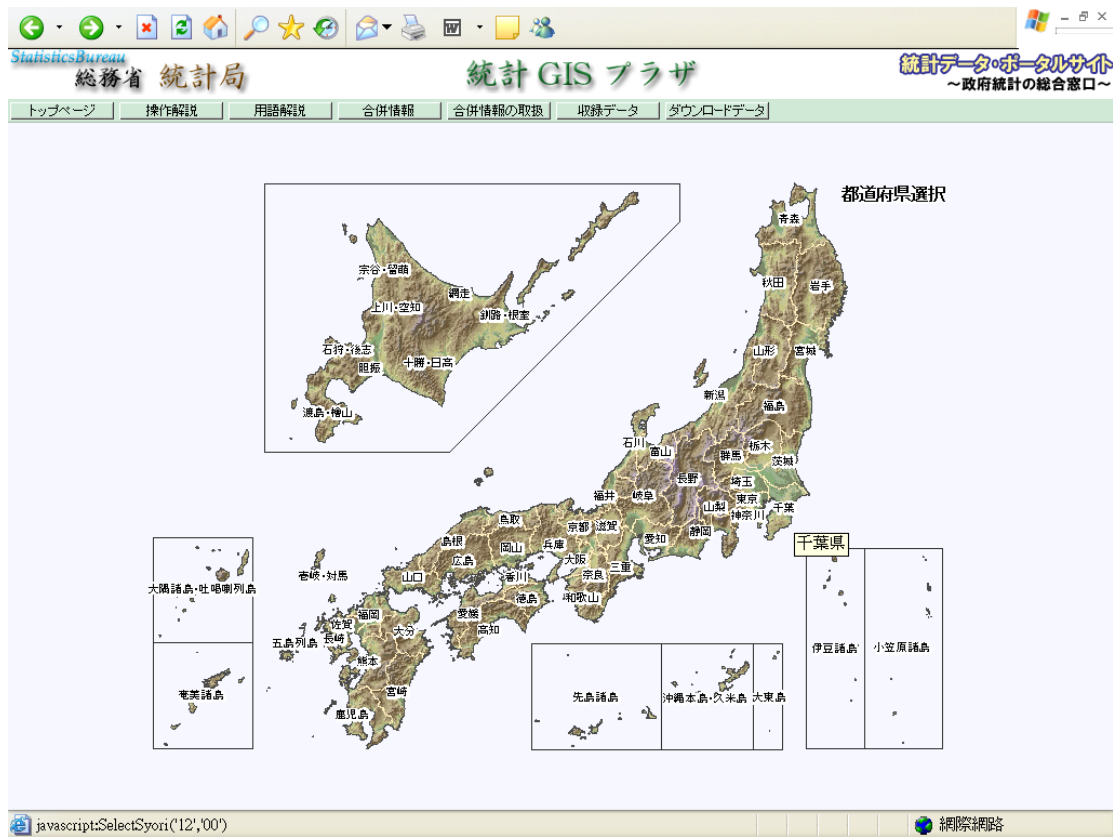 StatisticsBureau
総務省 統計局
統計 GIS プラザ
統計データ・ポータルサイト
～政府統計の総合窓口～
トップページ 操作解説 用語解説 合併情報 合併情報の取扱 収録データ ダウンロードデータ
都道府県選択
青森
宗谷・留萌
秋田
岩手
網走
上川・空知
釧路・根室
石狩・後志
山形
宮城
十勝・日高
胆振
新潟
福島
渡島・檜山
石川
富山
栃木
群馬
茨城
長野
埼玉
福井
岐阜
東京
山梨
千葉
神奈川
鳥取
京都
滋賀
静岡
島根
愛知
兵庫
岡山
千葉県
広島
大阪
三重
壱岐・対馬
山口
香川
奈良
大隅諸島・吐噶喇列島
徳島
和歌山
福岡
愛媛
佐賀
大分
高知
五島列島
長崎
伊豆諸島
小笠原諸島
熊本
宮崎
奄美諸島
先島諸島
沖縄本島・久米島
大東島
鹿児島
javascript:SelectSyori('12','00')
網際網路